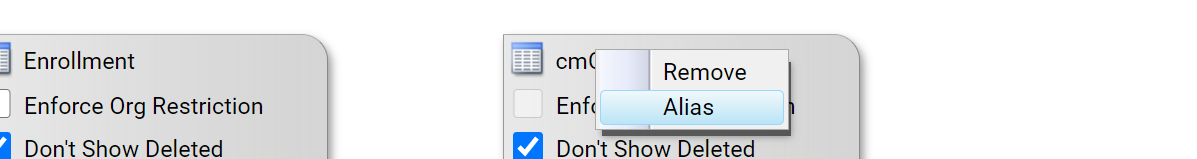 Enrollment
Enforce Org Restriction
Don't Show Deleted
Remove
Alias
Don't Show Deleted